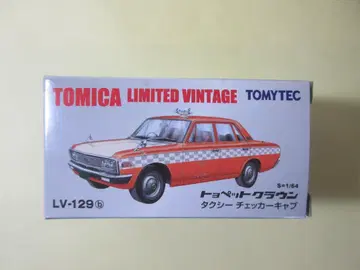 TOMICA LIMITED VINTAGE TOMYTEC
LV-129 ⓑ
S=1/64
トヨペットクラウン
タクシー チェッカーキャブ